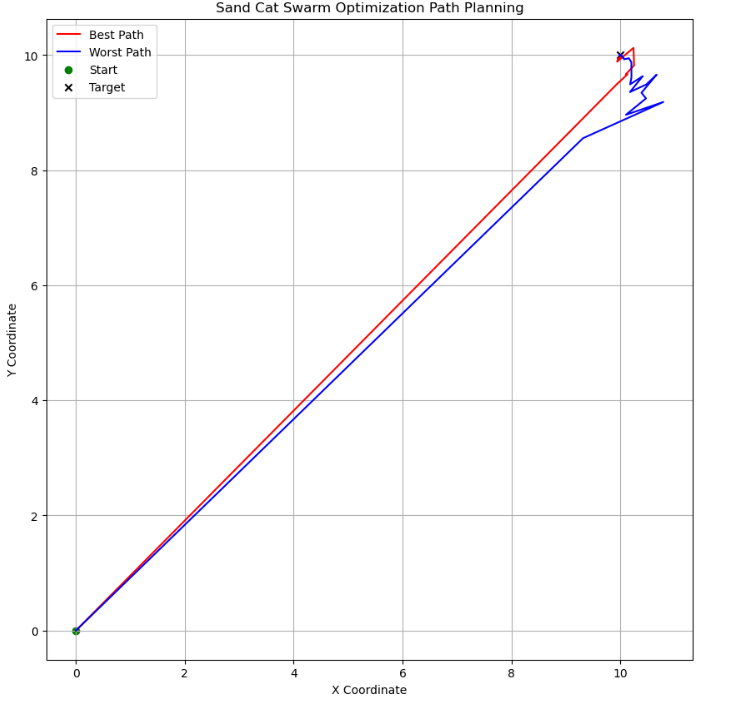 Sand Cat Swarm Optimization Path Planning
Best Path
Worst Path
Start
Target
10
8
6
4
2
0
Y Coordinate
0 2 4 6 8 10
X Coordinate